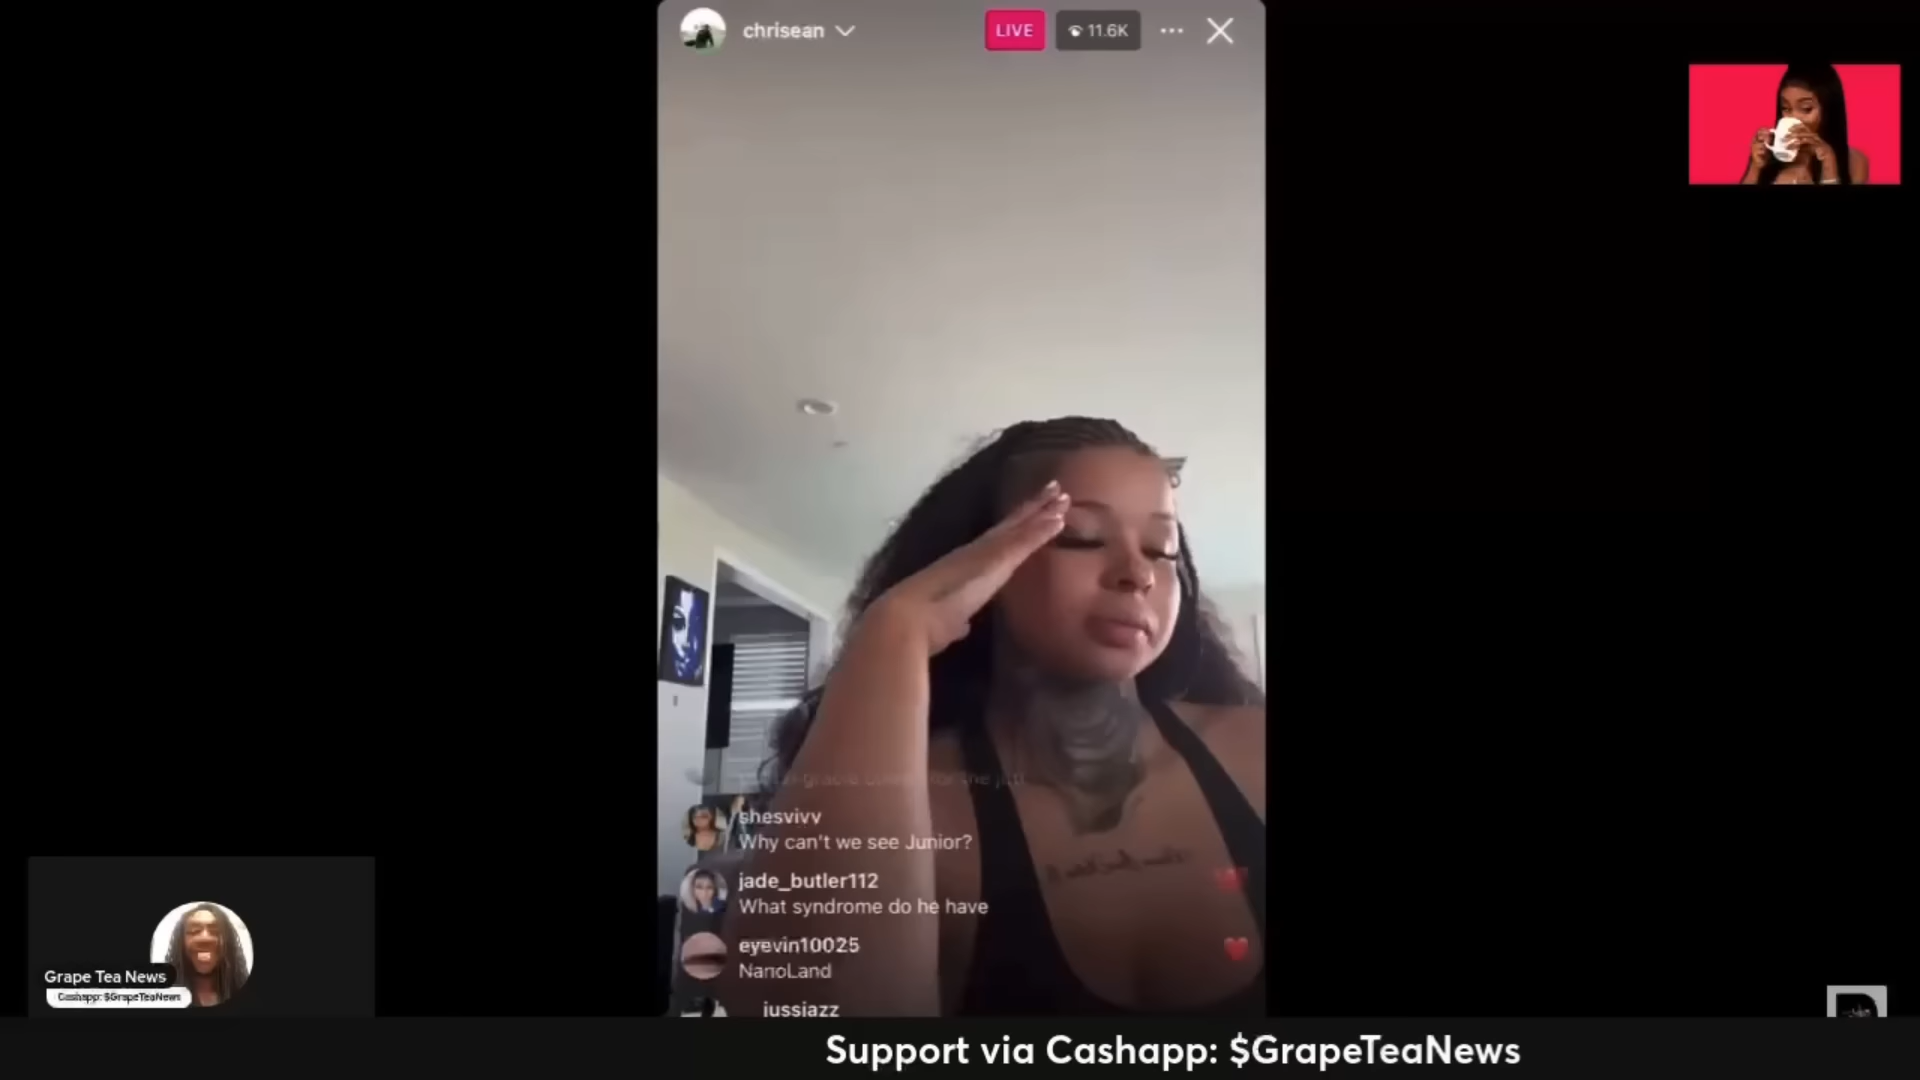 chrisean
LIVE
11.6K
shesvivv
Why can't we see Junior?
jade_butler112
What syndrome do he have
eyevin10025
NanoLand
jussjazz
Grape Tea News
Cashapp: $GrapeTeaNews
Support via Cashapp: $GrapeTeaNews